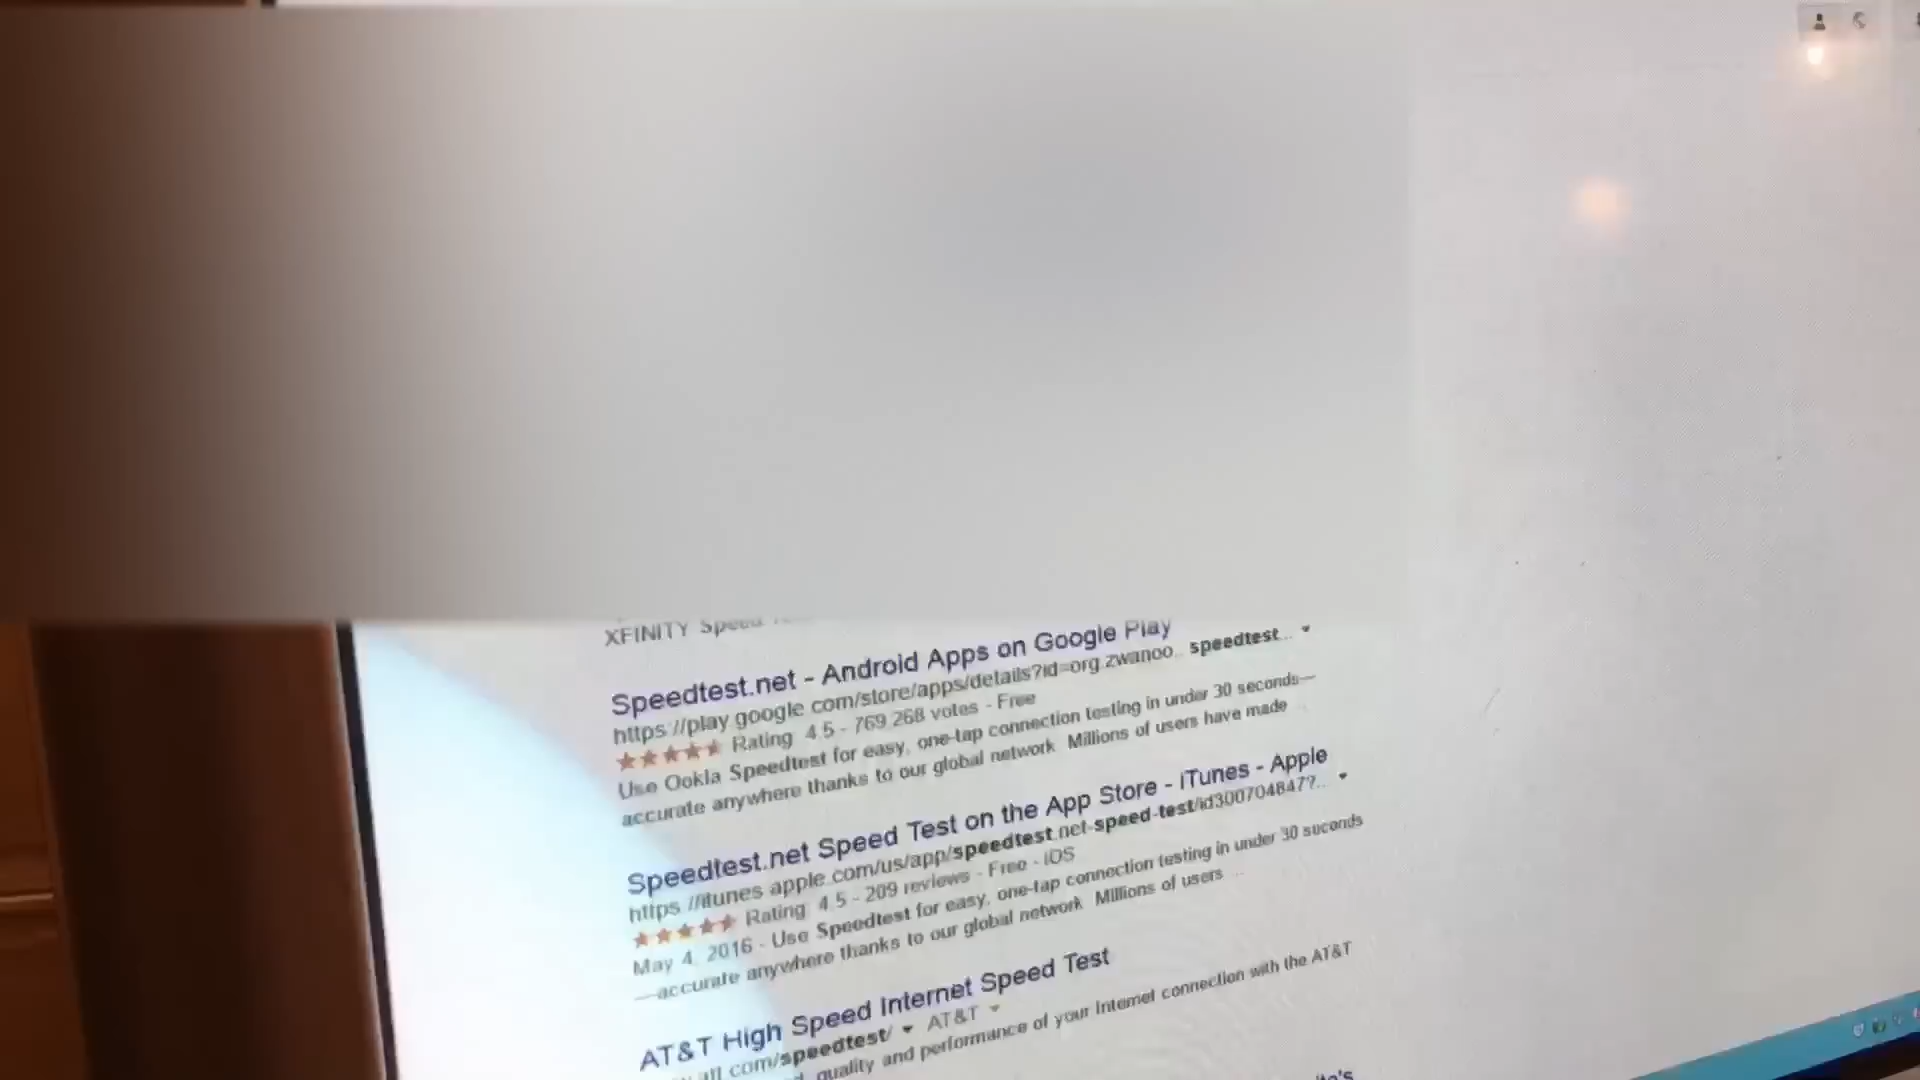 XFINITY Speed
Speedtest.net - Android Apps on Google Play
https://play.google.com/store/apps/details?id=org.zwanoo... speedtest...
Rating: 4.5 - 769,268 votes - Free
Use Ookla Speedtest for easy, one-tap connection testing in under 30 seconds—
accurate anywhere thanks to our global network. Millions of users have made ...
Speedtest.net Speed Test on the App Store - iTunes - Apple
https://itunes.apple.com/us/app/speedtest.net-speed-test/id300704847?...
Rating: 4.5 - 209 reviews - Free - iOS
May 4, 2016 - Use Speedtest for easy, one-tap connection testing in under 30 seconds
—accurate anywhere thanks to our global network. Millions of users ...
AT&T High Speed Internet Speed Test
att.com/speedtest/ AT&T
quality and performance of your Internet connection with the AT&T